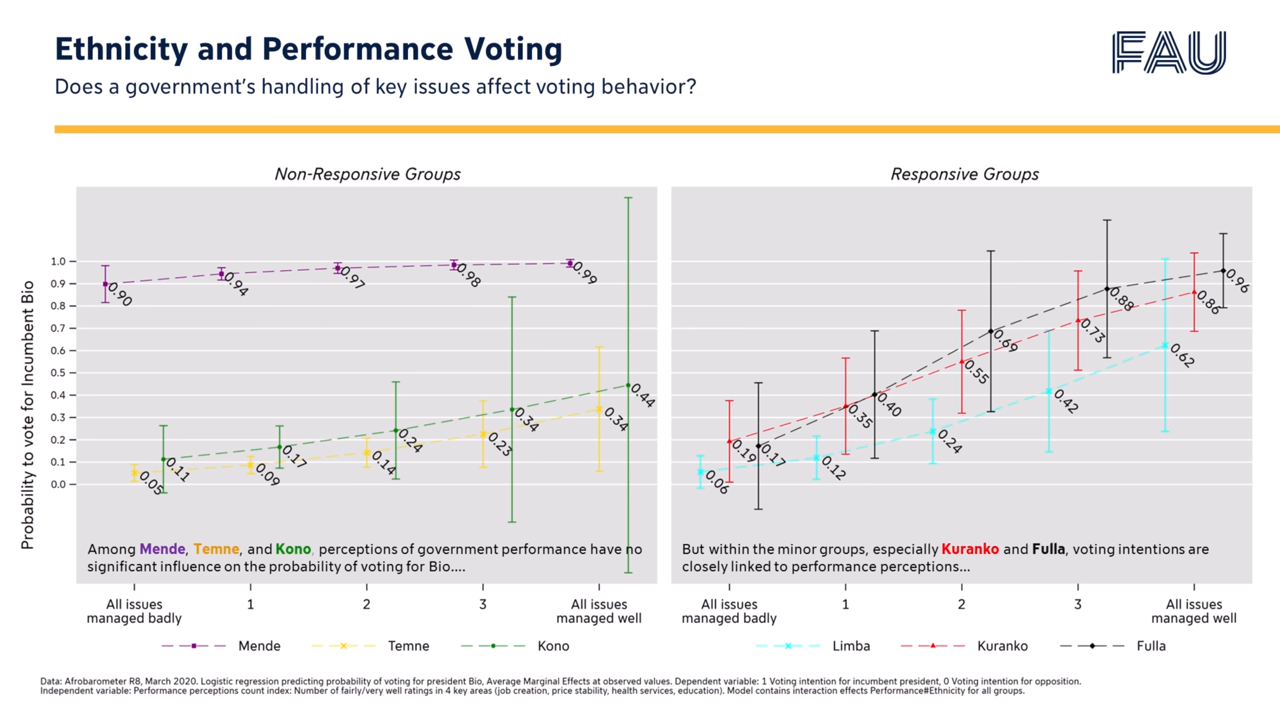 Ethnicity and Performance Voting
FAU
Does a government's handling of key issues affect voting behavior?
Non-Responsive Groups
Responsive Groups
Probability to vote for Incumbent Bio
1.0
0.9
0.8
0.7
0.6
0.5
0.4
0.3
0.2
0.1
0.0
0.90
0.94
0.97
0.98
0.99
0.05
0.09
0.14
0.23
0.34
0.11
0.17
0.24
0.34
0.44
0.06
0.12
0.24
0.42
0.62
0.19
0.35
0.55
0.73
0.86
0.17
0.40
0.69
0.88
0.96
Among Mende, Temne, and Kono, perceptions of government performance have no
significant influence on the probability of voting for Bio....
But within the minor groups, especially Kuranko and Fulla, voting intentions are
closely linked to performance perceptions...
All issues
managed badly
1
2
3
All issues
managed well
All issues
managed badly
1
2
3
All issues
managed well
Mende
Temne
Kono
Limba
Kuranko
Fulla
Data: Afrobarometer R8, March 2020. Logistic regression predicting probability of voting for president Bio, Average Marginal Effects at observed values. Dependent variable: 1 Voting intention for incumbent president, 0 Voting intention for opposition.
Independent variable: Performance perceptions count index: Number of fairly/very well ratings in 4 key areas (job creation, price stability, health services, education). Model contains interaction effects Performance#Ethnicity for all groups.